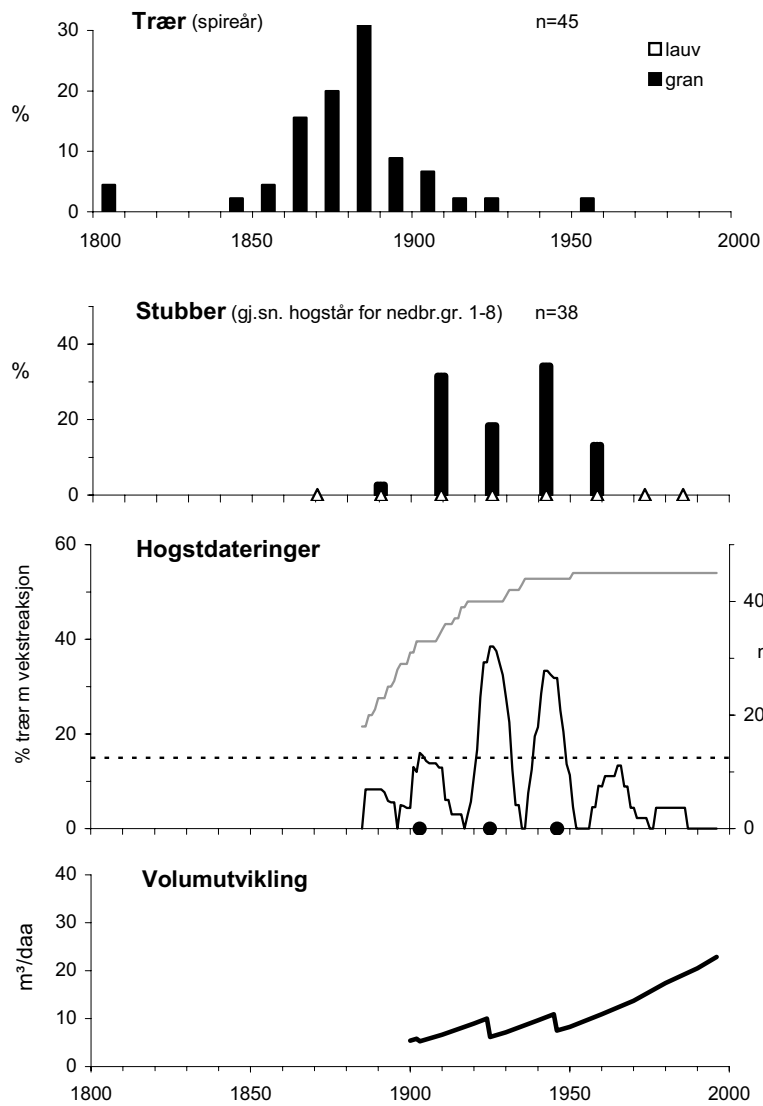 Trær (spireår) n=45
lauv
gran
%
30
20
10
0
1800 1850 1900 1950 2000
Stubber (gj.sn. hogstår for nedbr.gr. 1-8) n=38
%
40
20
0
Hogstdateringer
% trær m vekstreaksjon
60
40
20
0
40
20
0
Volumutvikling
m³/daa
40
30
20
10
0
1800 1850 1900 1950 2000